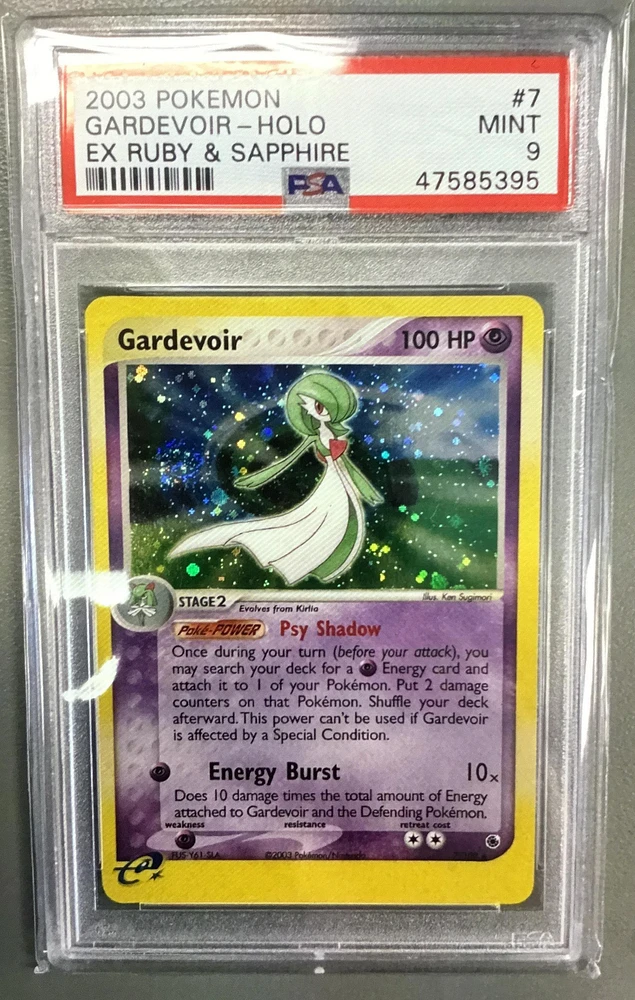 2003 POKEMON #7
GARDEVOIR - HOLO MINT
EX RUBY & SAPPHIRE 9
PSA 47585395
Gardevoir 100 HP
STAGE2 Illus. Ken Sugimori
Evolves from Kirlia
Poké-POWER Psy Shadow
Once during your turn (before your attack), you
may search your deck for a Energy card and
attach it to 1 of your Pokémon. Put 2 damage
counters on that Pokémon. Shuffle your deck
afterward. This power can't be used if Gardevoir
is affected by a Special Condition.
Energy Burst 10x
Does 10 damage times the total amount of Energy
attached to Gardevoir and the Defending Pokémon.
weakness resistance retreat cost
©2003 Pokémon/Nintendo
e
PSA